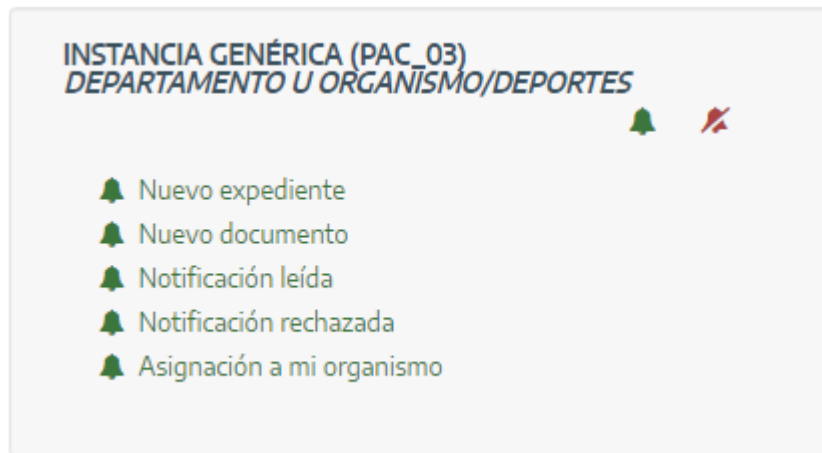 INSTANCIA GENÉRICA (PAC_03)
DEPARTAMENTO U ORGANISMO/DEPORTES
Nuevo expediente
Nuevo documento
Notificación leída
Notificación rechazada
Asignación a mi organismo